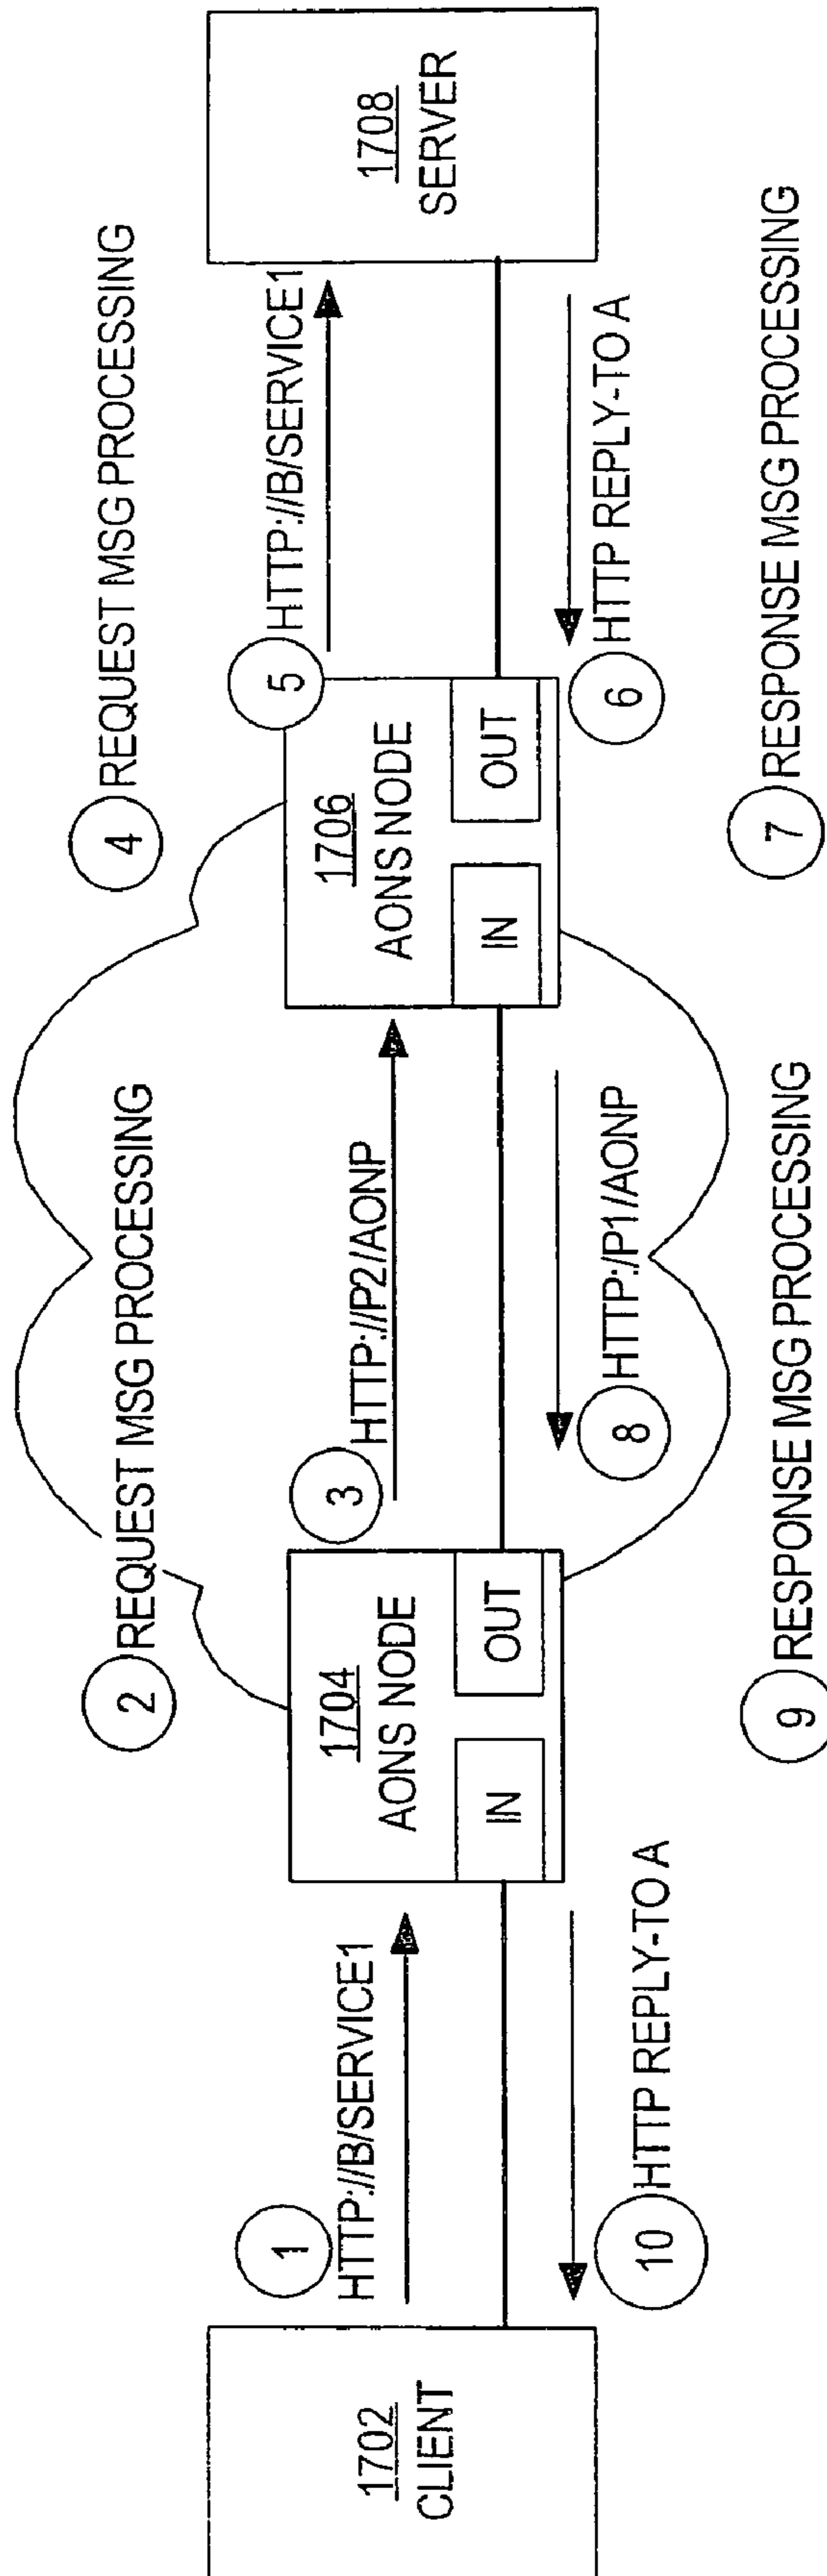 4 REQUEST MSG PROCESSING
2 REQUEST MSG PROCESSING
1
HTTP://B/SERVICE1
3
HTTP://P2/AONP
5
HTTP://B/SERVICE1
1702
CLIENT
1704
AONS NODE
IN
OUT
1706
AONS NODE
IN
OUT
1708
SERVER
10 HTTP REPLY-TO A
8 HTTP:/P1/AONP
6
HTTP REPLY-TO A
9 RESPONSE MSG PROCESSING
7 RESPONSE MSG PROCESSING